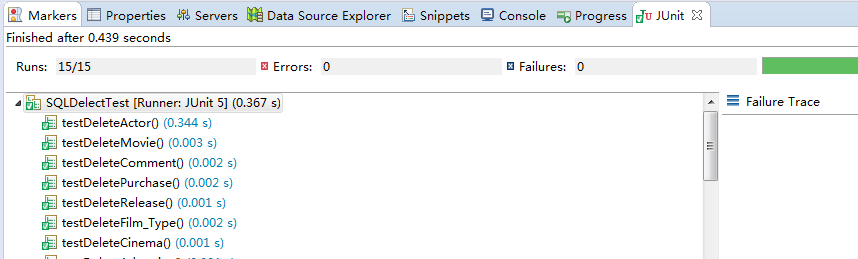 Markers Properties Servers Data Source Explorer Snippets Console Progress JUnit
Finished after 0.439 seconds
Runs: 15/15 Errors: 0 Failures: 0
SQLDelectTest [Runner: JUnit 5] (0.367 s)
Failure Trace
testDeleteActor() (0.344 s)
testDeleteMovie() (0.003 s)
testDeleteComment() (0.002 s)
testDeletePurchase() (0.002 s)
testDeleteRelease() (0.001 s)
testDeleteFilm_Type() (0.002 s)
testDeleteCinema() (0.001 s)